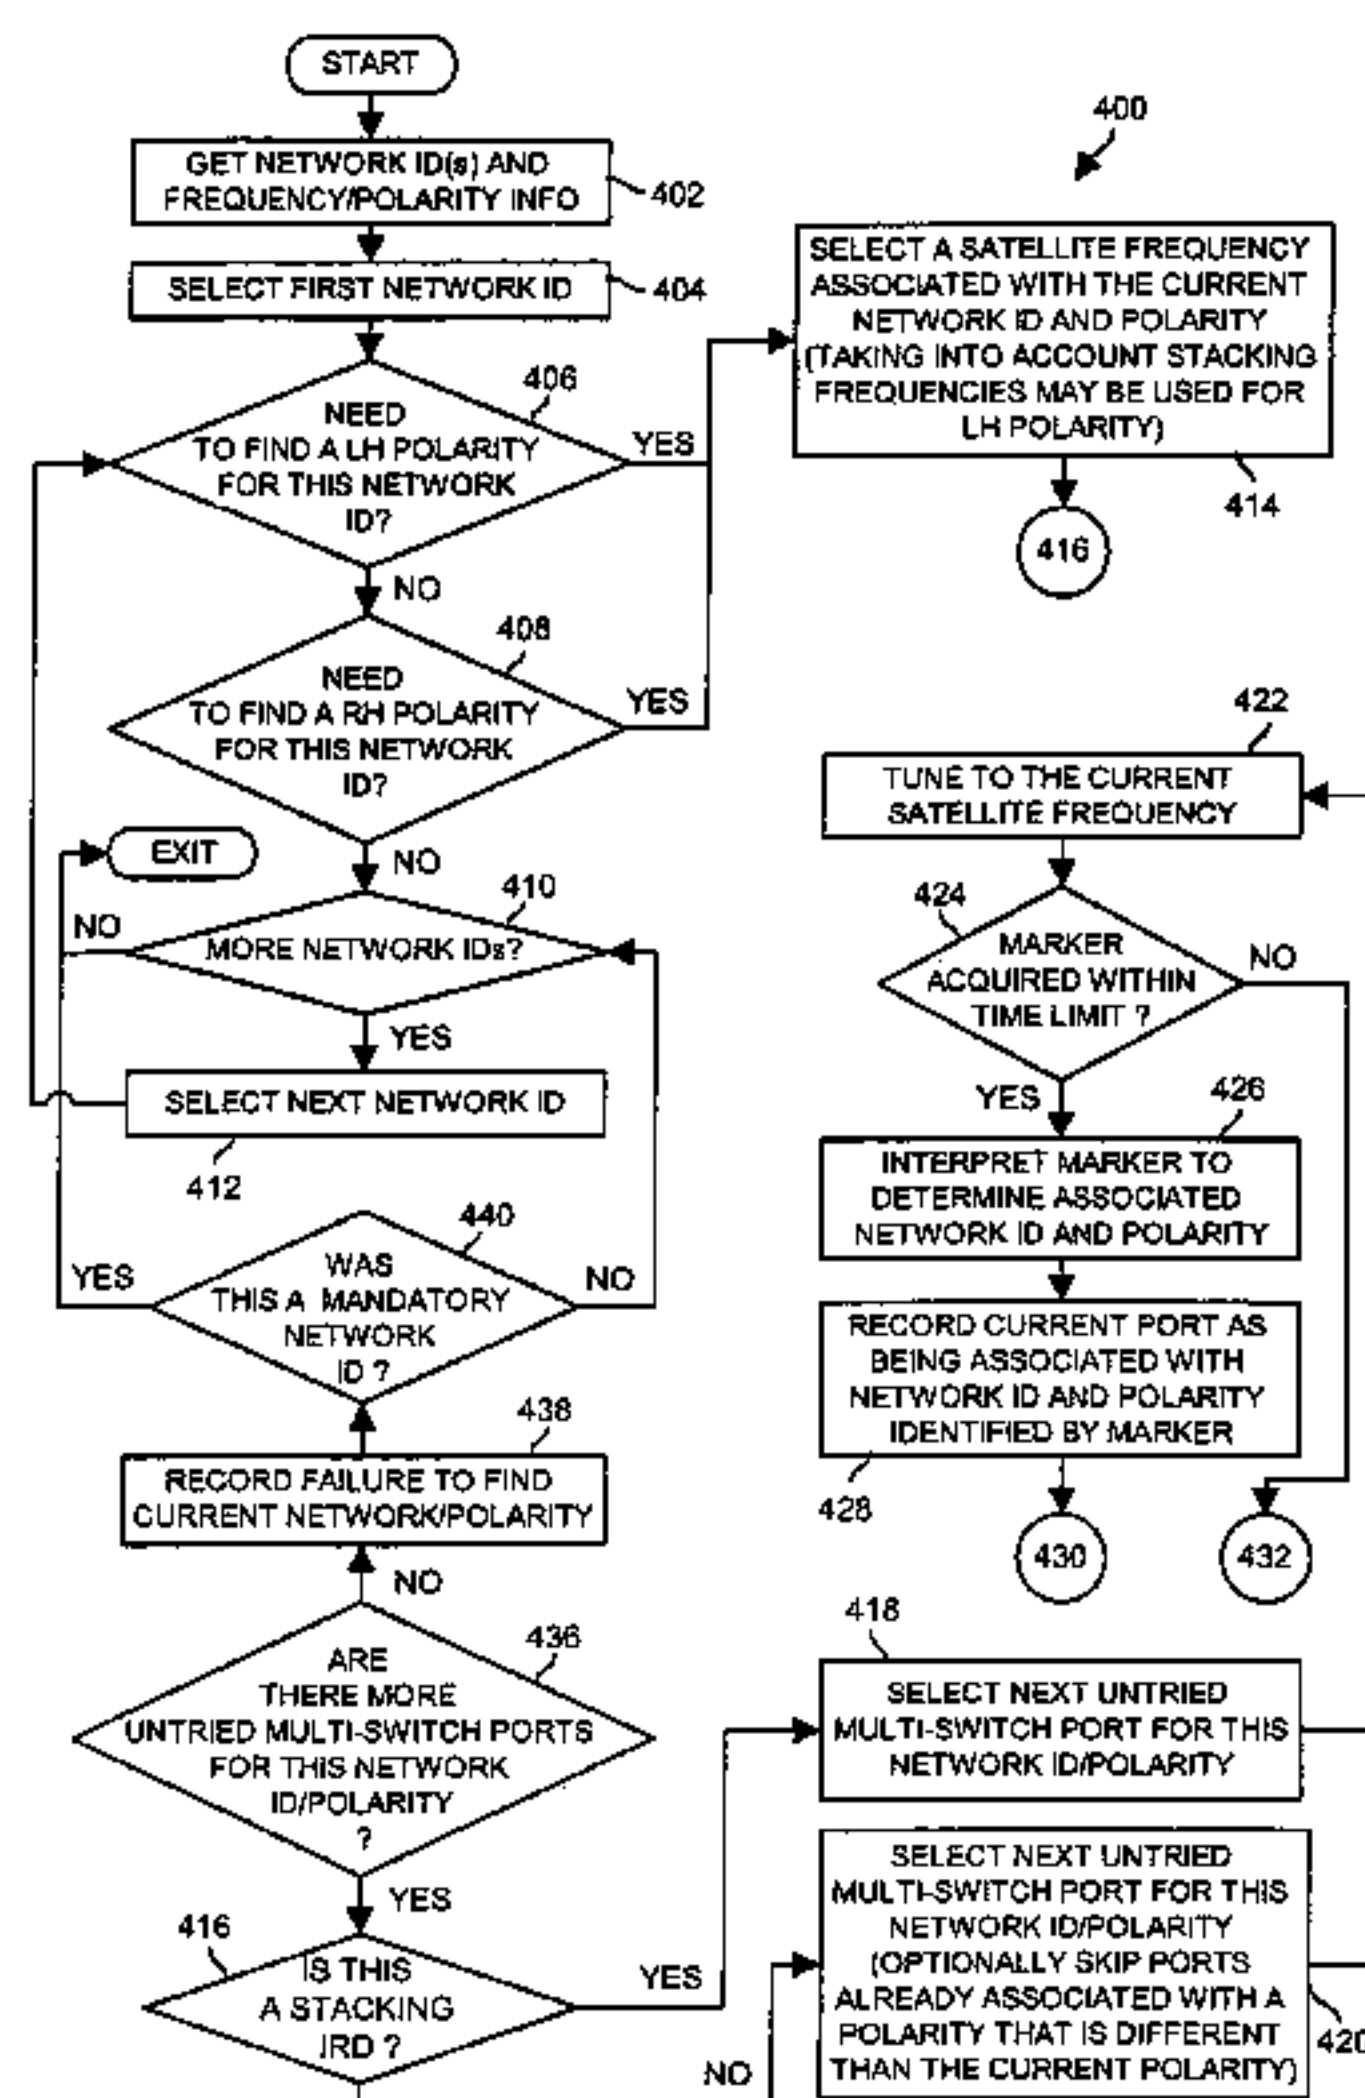 START
400
GET NETWORK ID(s) AND
FREQUENCY/POLARITY INFO
402
SELECT FIRST NETWORK ID
404
406
NEED
TO FIND A LH POLARITY
FOR THIS NETWORK
ID?
YES
NO
SELECT A SATELLITE FREQUENCY
ASSOCIATED WITH THE CURRENT
NETWORK ID AND POLARITY
(TAKING INTO ACCOUNT STACKING
FREQUENCIES MAY BE USED FOR
LH POLARITY)
414
416
408
NEED
TO FIND A RH POLARITY
FOR THIS NETWORK
ID?
YES
NO
EXIT
410
NO
MORE NETWORK IDs?
YES
SELECT NEXT NETWORK ID
412
440
WAS
THIS A MANDATORY
NETWORK
ID ?
YES
NO
438
RECORD FAILURE TO FIND
CURRENT NETWORK/POLARITY
NO
436
ARE
THERE MORE
UNTRIED MULTI-SWITCH PORTS
FOR THIS NETWORK
ID/POLARITY
?
YES
416
IS THIS
A STACKING
IRD ?
YES
NO
422
TUNE TO THE CURRENT
SATELLITE FREQUENCY
424
MARKER
ACQUIRED WITHIN
TIME LIMIT ?
NO
YES
426
INTERPRET MARKER TO
DETERMINE ASSOCIATED
NETWORK ID AND POLARITY
RECORD CURRENT PORT AS
BEING ASSOCIATED WITH
NETWORK ID AND POLARITY
IDENTIFIED BY MARKER
428
430
432
418
SELECT NEXT UNTRIED
MULTI-SWITCH PORT FOR THIS
NETWORK ID/POLARITY
SELECT NEXT UNTRIED
MULTI-SWITCH PORT FOR THIS
NETWORK ID/POLARITY
(OPTIONALLY SKIP PORTS
ALREADY ASSOCIATED WITH A
POLARITY THAT IS DIFFERENT
THAN THE CURRENT POLARITY)
420